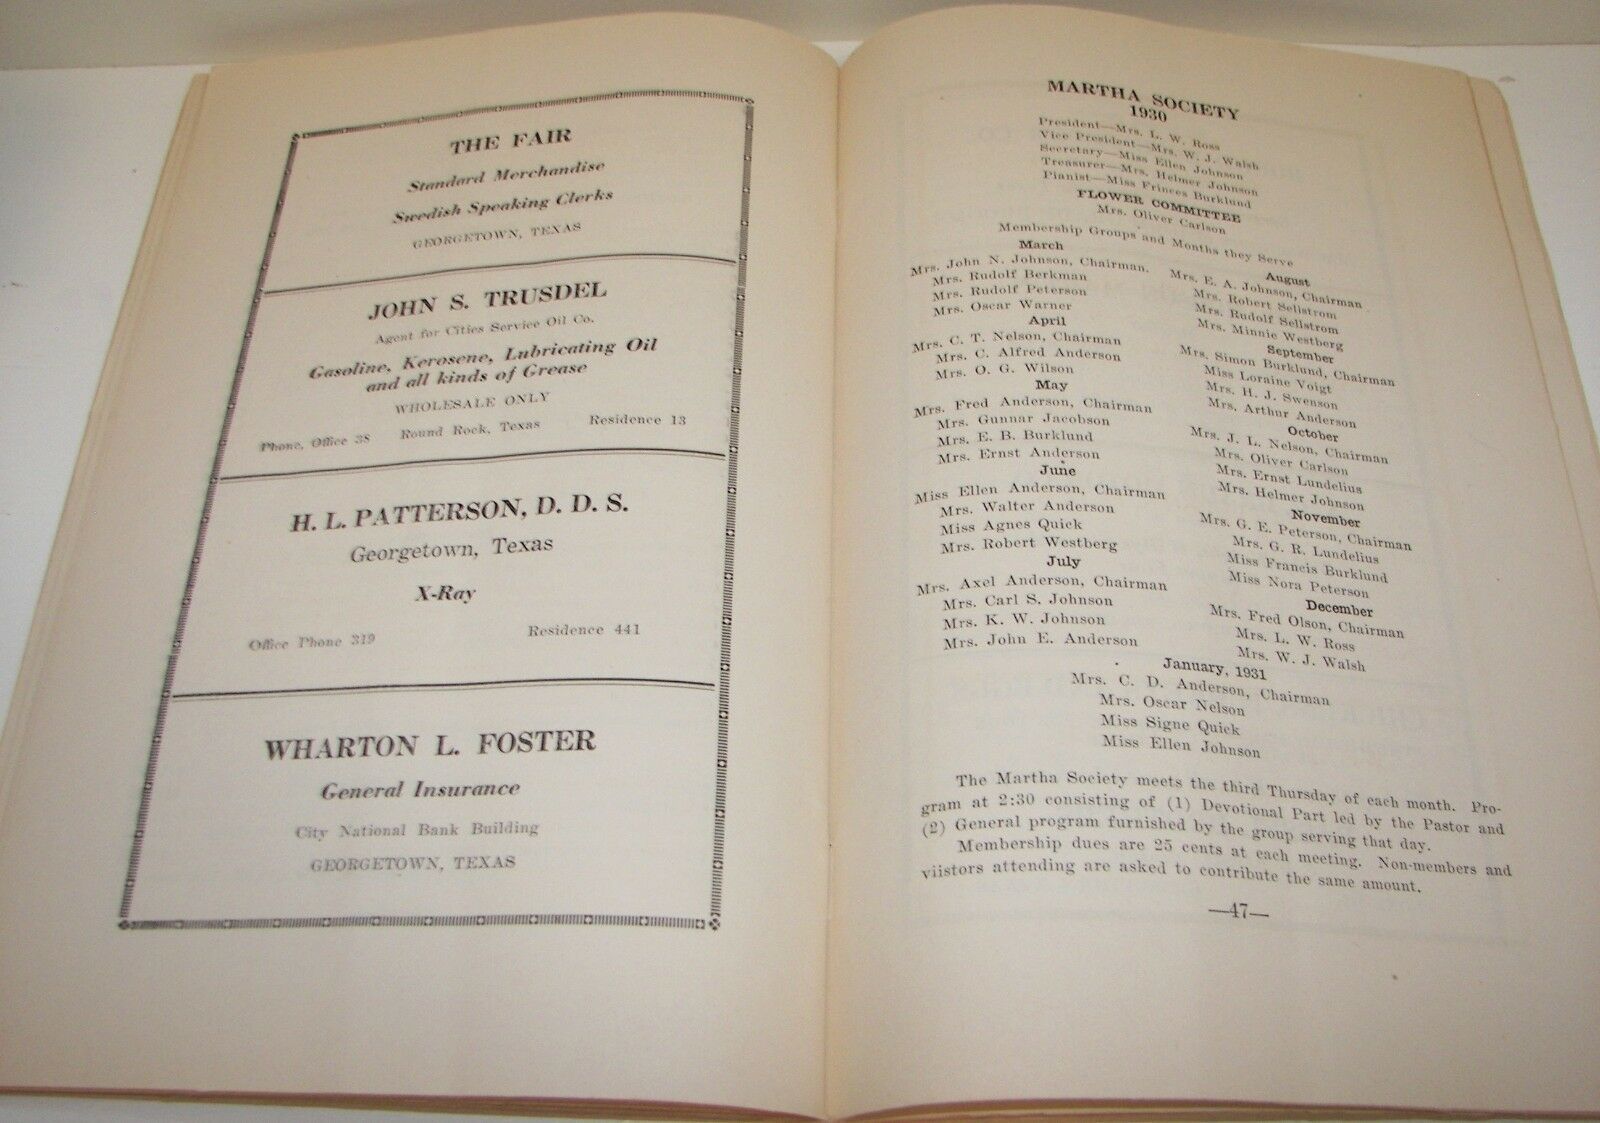 THE FAIR
Standard Merchandise
Swedish Speaking Clerks
GEORGETOWN, TEXAS
JOHN S. TRUSDEL
Agent for Cities Service Oil Co.
Gasoline, Kerosene, Lubricating Oil
and all kinds of Grease
WHOLESALE ONLY
Phone, Office 38 Round Rock, Texas Residence 13
H. L. PATTERSON, D. D. S.
Georgetown, Texas
X-Ray
Office Phone 319 Residence 441
WHARTON L. FOSTER
General Insurance
City National Bank Building
GEORGETOWN, TEXAS
MARTHA SOCIETY
1930
President—Mrs. L. W. Ross
Vice President—Mrs. W. J. Walsh
Secretary—Miss Ellen Johnson
Treasurer—Mrs. Helmer Johnson
Pianist—Miss Frinces Burklund
FLOWER COMMITTEE
Mrs. Oliver Carlson
Membership Groups and Months they Serve
March
Mrs. John N. Johnson, Chairman.
Mrs. Rudolf Berkman
Mrs. Rudolf Peterson
Mrs. Oscar Warner
April
Mrs. C. T. Nelson, Chairman
Mrs. C. Alfred Anderson
Mrs. O. G. Wilson
May
Mrs. Fred Anderson, Chairman
Mrs. Gunnar Jacobson
Mrs. E. B. Burklund
Mrs. Ernst Anderson
June
Miss Ellen Anderson, Chairman
Mrs. Walter Anderson
Miss Agnes Quick
Mrs. Robert Westberg
July
Mrs. Axel Anderson, Chairman
Mrs. Carl S. Johnson
Mrs. K. W. Johnson
Mrs. John E. Anderson
August
Mrs. E. A. Johnson, Chairman
Mrs. Robert Sellstrom
Mrs. Rudolf Sellstrom
Mrs. Minnie Westberg
September
Mrs. Simon Burklund, Chairman
Miss Loraine Voigt
Mrs. H. J. Swenson
Mrs. Arthur Anderson
October
Mrs. J. L. Nelson, Chairman
Mrs. Oliver Carlson
Mrs. Ernst Lundelius
Mrs. Helmer Johnson
November
Mrs. G. E. Peterson, Chairman
Mrs. G. R. Lundelius
Miss Francis Burklund
Miss Nora Peterson
December
Mrs. Fred Olson, Chairman
Mrs. L. W. Ross
Mrs. W. J. Walsh
January, 1931
Mrs. C. D. Anderson, Chairman
Mrs. Oscar Nelson
Miss Signe Quick
Miss Ellen Johnson
The Martha Society meets the third Thursday of each month. Pro-
gram at 2:30 consisting of (1) Devotional Part led by the Pastor and
(2) General program furnished by the group serving that day.
Membership dues are 25 cents at each meeting. Non-members and
viistors attending are asked to contribute the same amount.
—47—